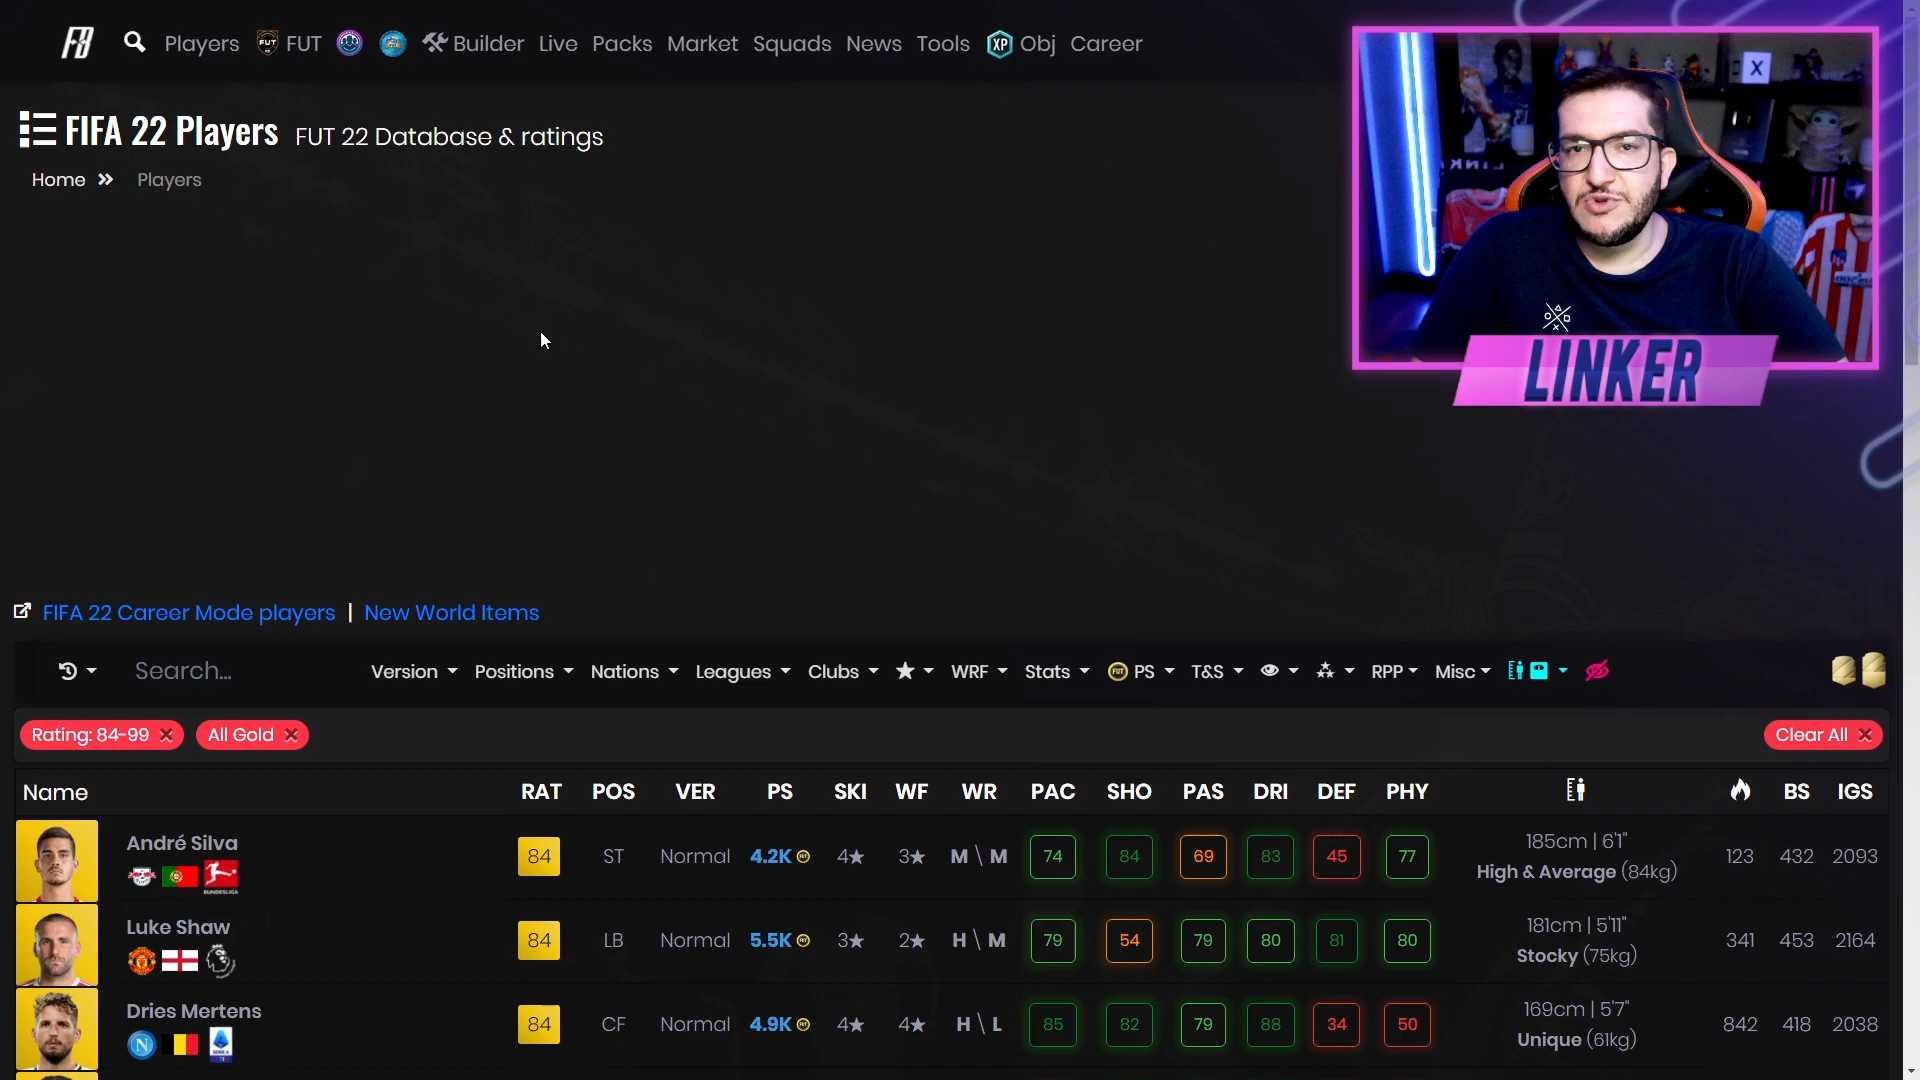 Players FUT FUT Builder Live Packs Market Squads News Tools XP Obj Career
FIFA 22 Players FUT 22 Database & ratings
Home » Players
X
LINKER
FIFA 22 Career Mode players | New World Items
Search... Version Positions Nations Leagues Clubs WRF Stats FUT PS T&S RPP Misc
Rating: 84-99 × All Gold × Clear All ×
Name RAT POS VER PS SKI WF WR PAC SHO PAS DRI DEF PHY BS IGS
André Silva 84 ST Normal 4.2K 4★ 3★ M \ M 74 84 69 83 45 77 185cm | 6'1" 123 432 2093
BUNDESLIGA High & Average (84kg)
Luke Shaw 84 LB Normal 5.5K 3★ 2★ H \ M 79 54 79 80 81 80 181cm | 5'11" 341 453 2164
Stocky (75kg)
Dries Mertens 84 CF Normal 4.9K 4★ 4★ H \ L 85 82 79 88 34 50 169cm | 5'7" 842 418 2038
N SERIE A Unique (61kg)